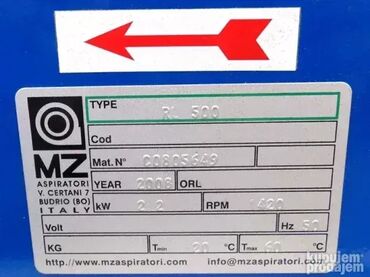 TYPE RL 500
Cod
MZ
Mat. N° C0805649
ASPIRATORI
V. CERTANI 7
BUDRIO (BO)
ITALY
YEAR 2008 ORL
kW 2.2 RPM 1420
Volt Hz 50
KG Tmin 20 °C Tmax 60 °C
http://www.mzaspiratori.com info@mzaspiratori.com
kupujem
prodajem